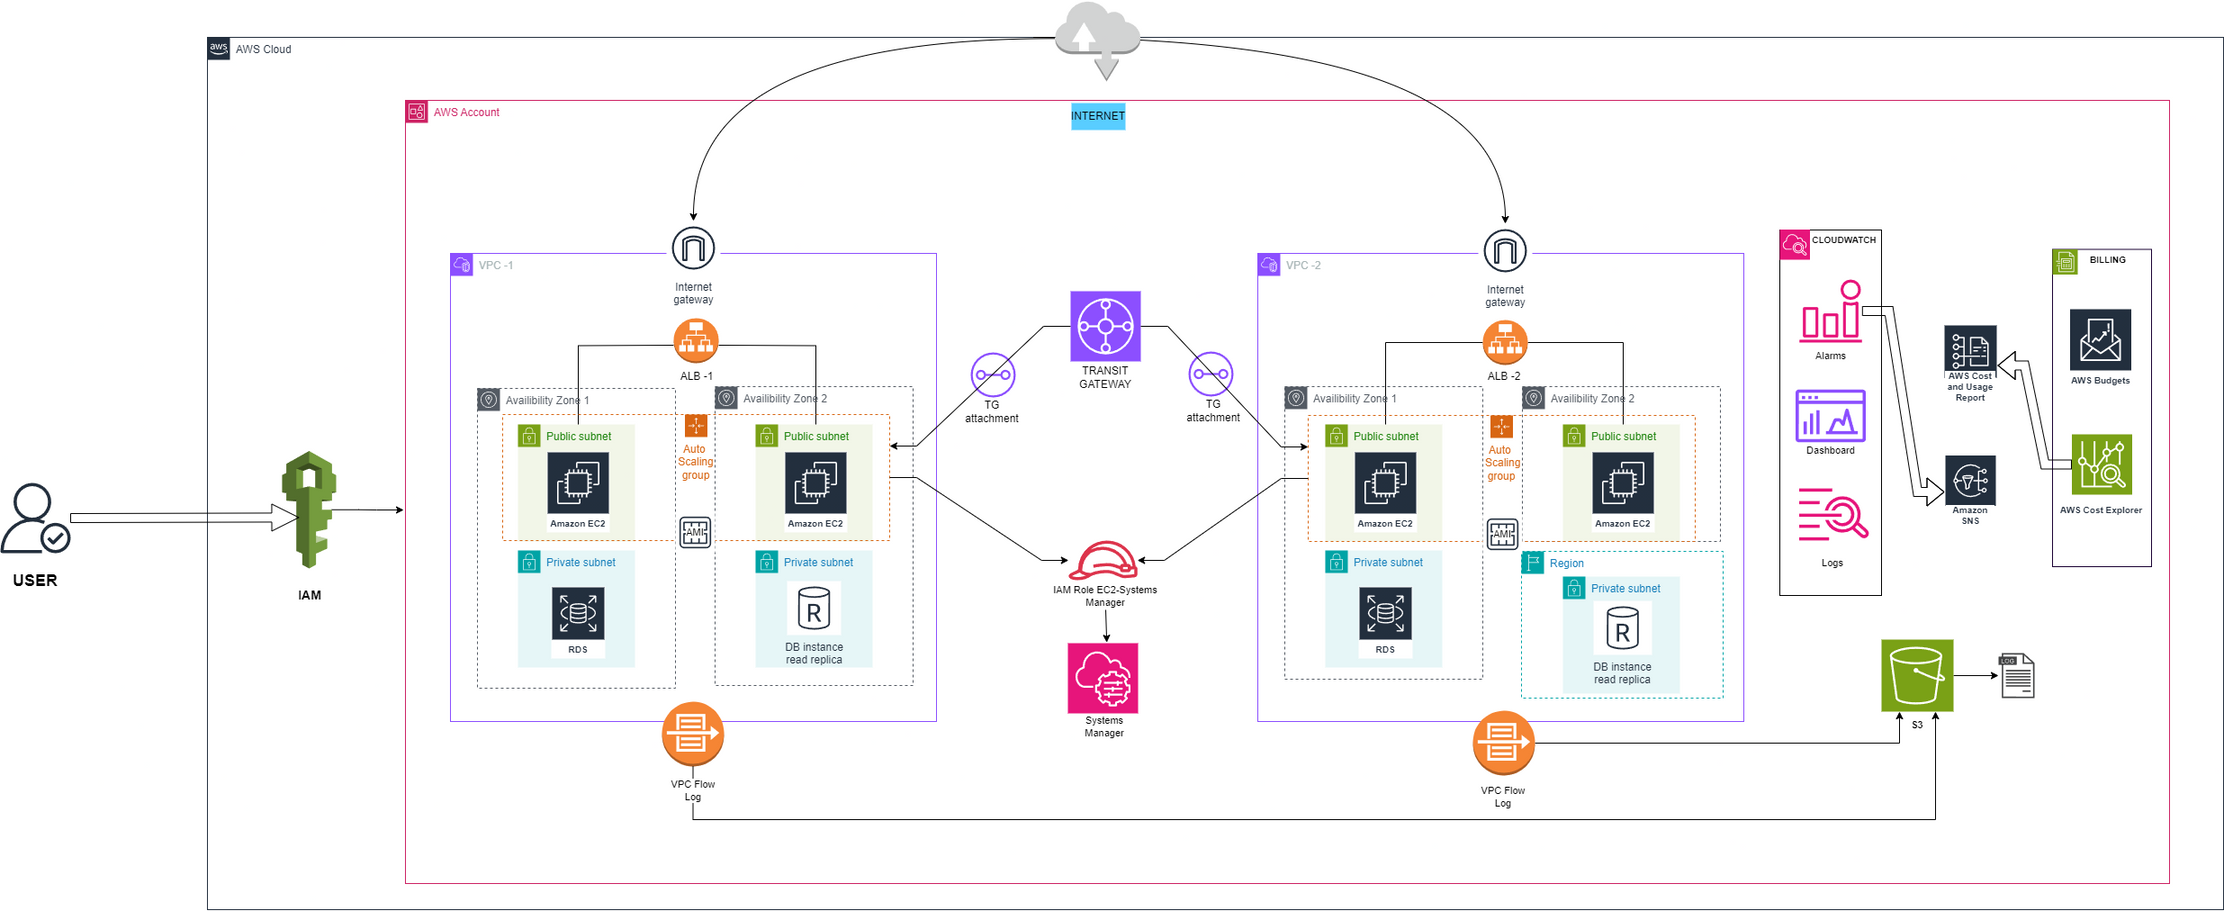 aws
AWS Cloud
AWS Account
INTERNET
USER
IAM
VPC -1
Internet
gateway
ALB -1
Availibility Zone 1
Availibility Zone 2
Public subnet
Amazon EC2
Auto
Scaling
group
Public subnet
Amazon EC2
AMI
Private subnet
RDS
Private subnet
R
DB instance
read replica
VPC Flow
Log
TRANSIT
GATEWAY
TG
attachment
TG
attachment
IAM Role EC2-Systems
Manager
Systems
Manager
VPC -2
Internet
gateway
ALB -2
Availibility Zone 1
Availibility Zone 2
Public subnet
Amazon EC2
Auto
Scaling
group
Public subnet
Amazon EC2
AMI
Private subnet
RDS
Region
Private subnet
R
DB instance
read replica
VPC Flow
Log
CLOUDWATCH
Alarms
Dashboard
Logs
AWS Cost
and Usage
Report
Amazon
SNS
BILLING
AWS Budgets
AWS Cost Explorer
S3
LOG